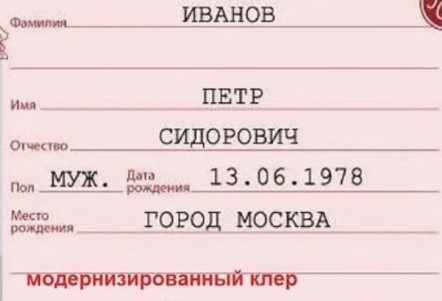 Фамилия ИВАНОВ
Имя ПЕТР
Отчество СИДОРОВИЧ
Пол МУЖ. Дата рождения 13.06.1978
Место рождения ГОРОД МОСКВА
модернизированный клер